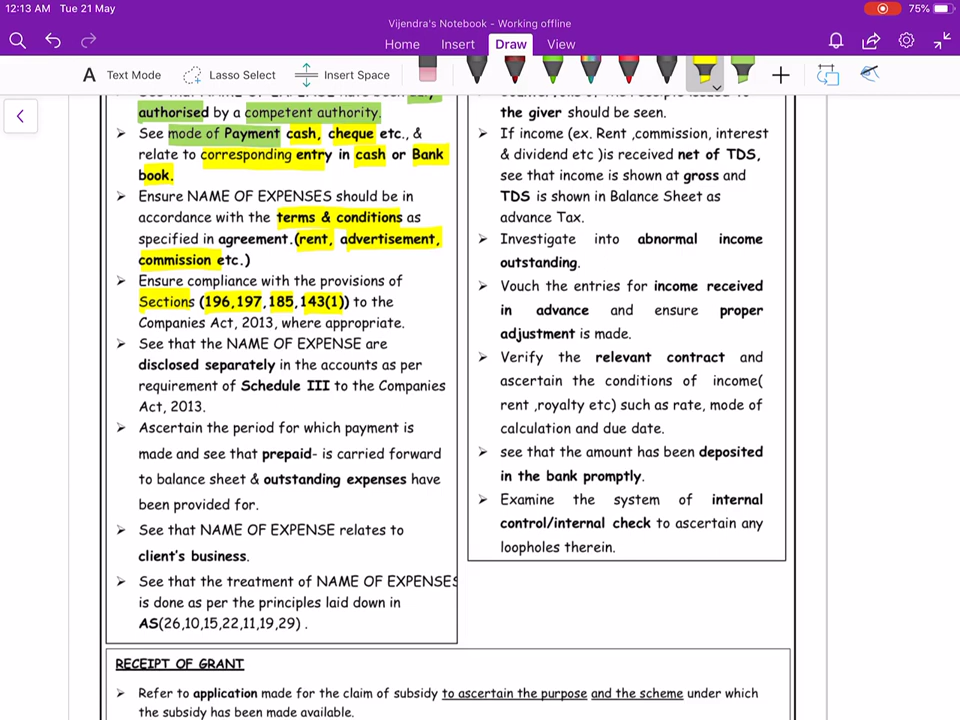 12:13 AM Tue 21 May
75%
Vijendra's Notebook - Working offline
Home Insert Draw View
A Text Mode Lasso Select Insert Space
authorised by a competent authority.
➢ See mode of Payment cash, cheque etc., &
relate to corresponding entry in cash or Bank
book.
➢ Ensure NAME OF EXPENSES should be in
accordance with the terms & conditions as
specified in agreement.(rent, advertisement,
commission etc.)
➢ Ensure compliance with the provisions of
Sections (196,197,185,143(1)) to the
Companies Act, 2013, where appropriate.
➢ See that the NAME OF EXPENSE are
disclosed separately in the accounts as per
requirement of Schedule III to the Companies
Act, 2013.
➢ Ascertain the period for which payment is
made and see that prepaid- is carried forward
to balance sheet & outstanding expenses have
been provided for.
➢ See that NAME OF EXPENSE relates to
client's business.
➢ See that the treatment of NAME OF EXPENSES
is done as per the principles laid down in
AS(26,10,15,22,11,19,29) .
the giver should be seen.
➢ If income (ex. Rent ,commission, interest
& dividend etc )is received net of TDS,
see that income is shown at gross and
TDS is shown in Balance Sheet as
advance Tax.
➢ Investigate into abnormal income
outstanding.
➢ Vouch the entries for income received
in advance and ensure proper
adjustment is made.
➢ Verify the relevant contract and
ascertain the conditions of income(
rent ,royalty etc) such as rate, mode of
calculation and due date.
➢ see that the amount has been deposited
in the bank promptly.
➢ Examine the system of internal
control/internal check to ascertain any
loopholes therein.
RECEIPT OF GRANT
➢ Refer to application made for the claim of subsidy to ascertain the purpose and the scheme under which
the subsidy has been made available.